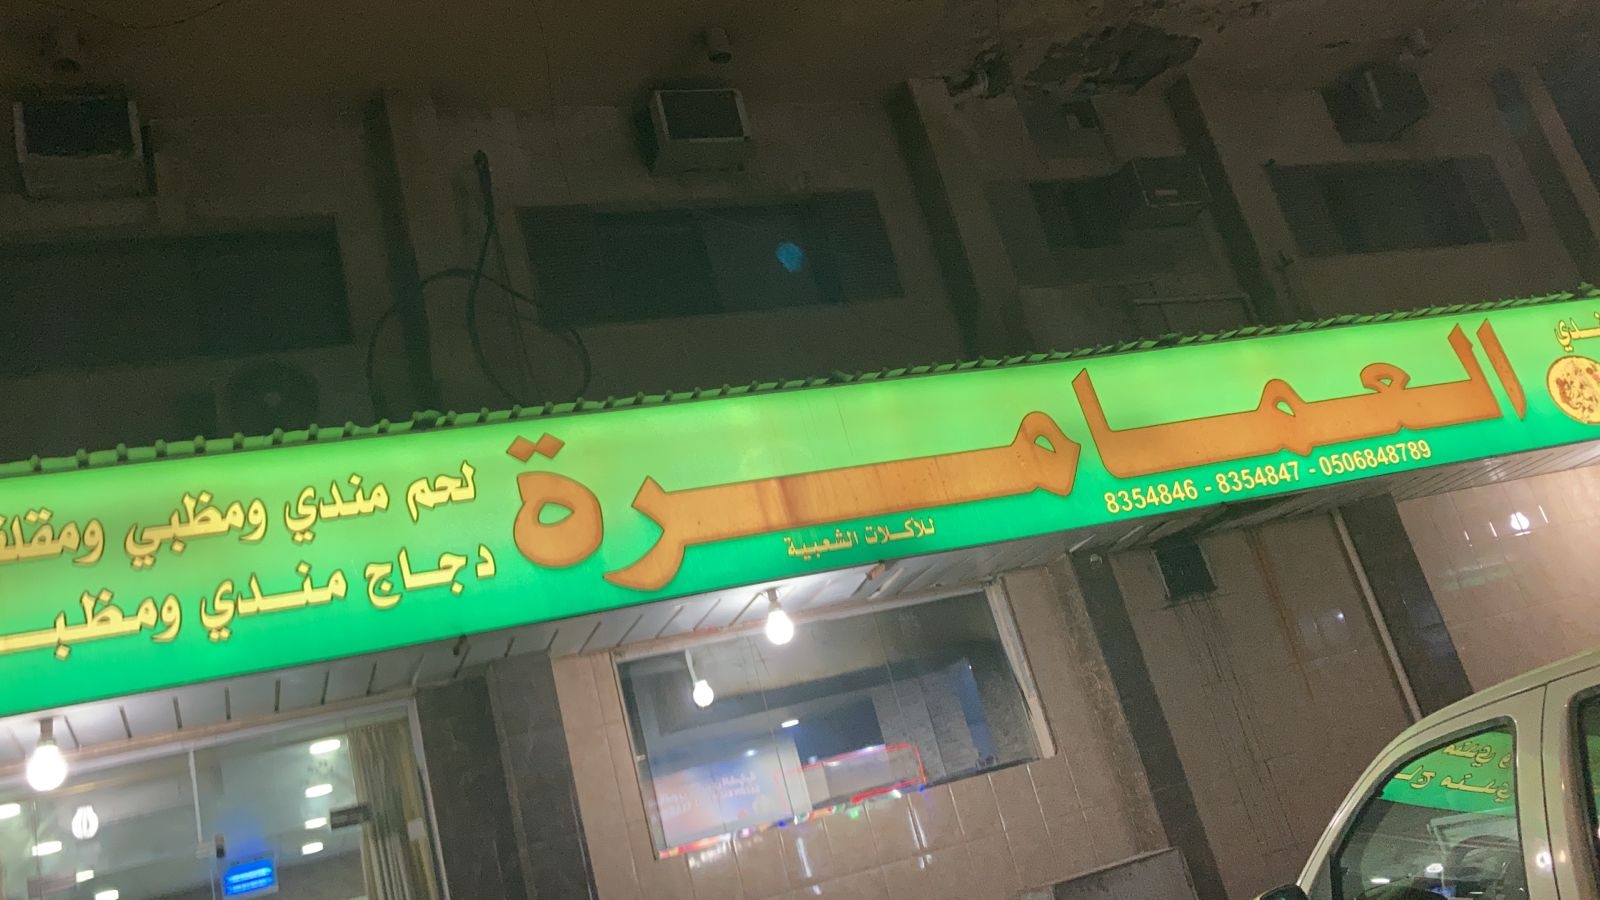 العمامرة
للأكلات الشعبية
8354846 - 8354847 - 0506848789
لحم مندي ومظبي
دجاج مندي